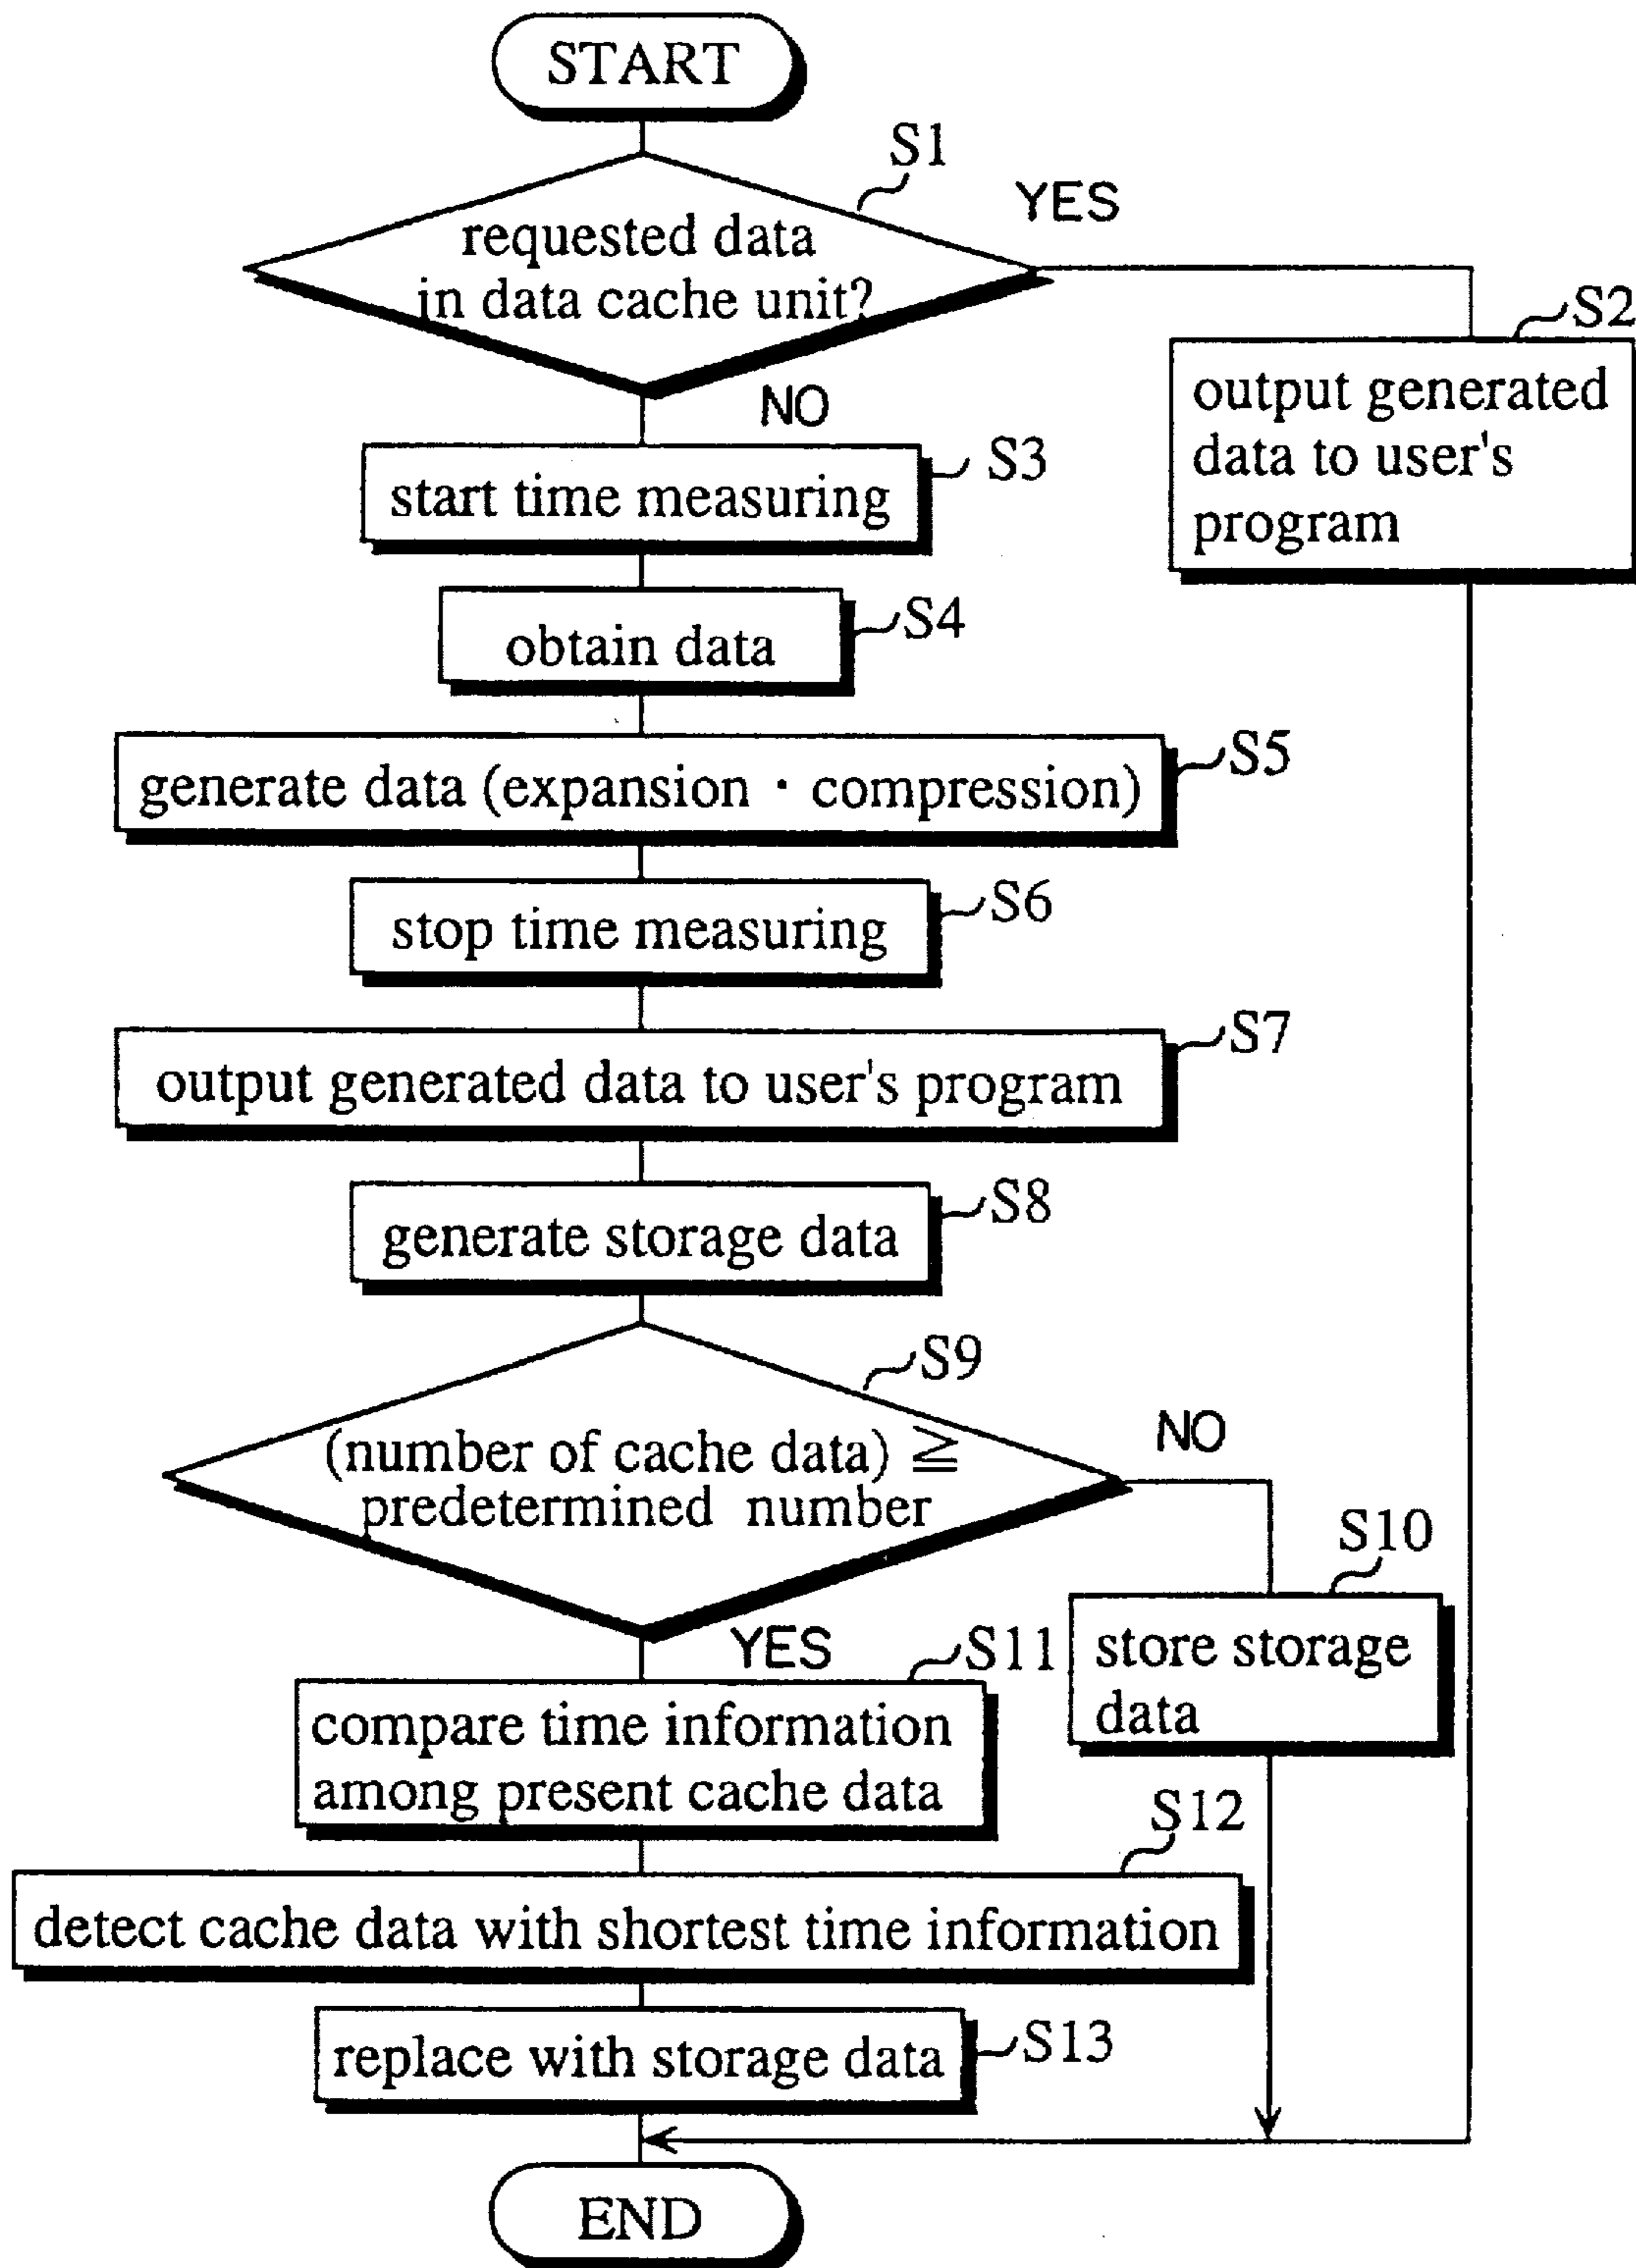 START
S1
YES
requested data
in data cache unit?
S2
output generated
data to user's
program
NO
S3
start time measuring
S4
obtain data
S5
generate data (expansion・compression)
S6
stop time measuring
S7
output generated data to user's program
S8
generate storage data
S9
NO
(number of cache data) ≧
predetermined number
S10
store storage
data
YES
S11
compare time information
among present cache data
S12
detect cache data with shortest time information
S13
replace with storage data
END